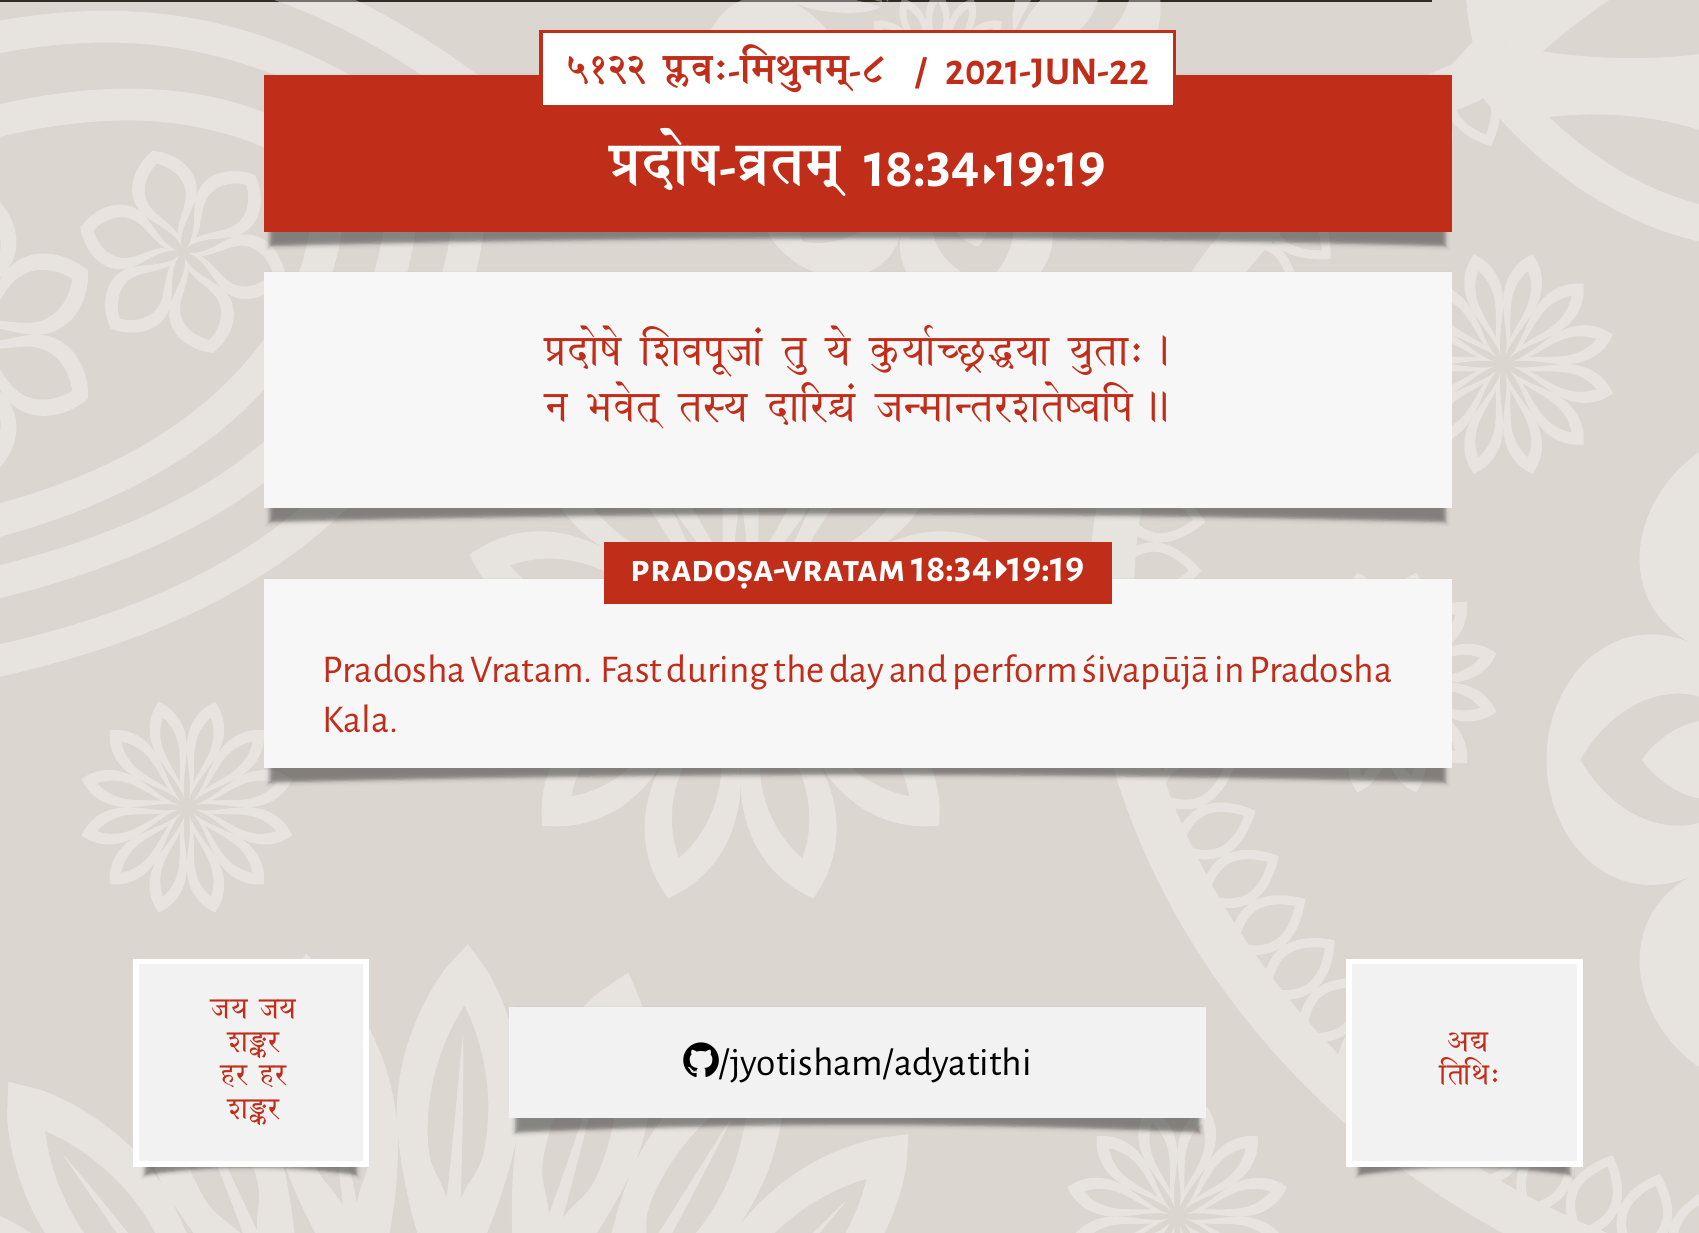 ५१२२ प्लवः-मिथुनम्-८ / 2021-JUN-22
प्रदोष-व्रतम् 18:34▸19:19
प्रदोषे शिवपूजां तु ये कुर्याच्छ्रद्धया युताः ।
न भवेत् तस्य दारिद्र्यं जन्मान्तरशतेष्वपि ॥
PRADOṢA-VRATAM 18:34▸19:19
Pradosha Vratam. Fast during the day and perform śivapūjā in Pradosha
Kala.
जय जय
शङ्कर
हर हर
शङ्कर
/jyotisham/adyatithi
अद्य
तिथिः